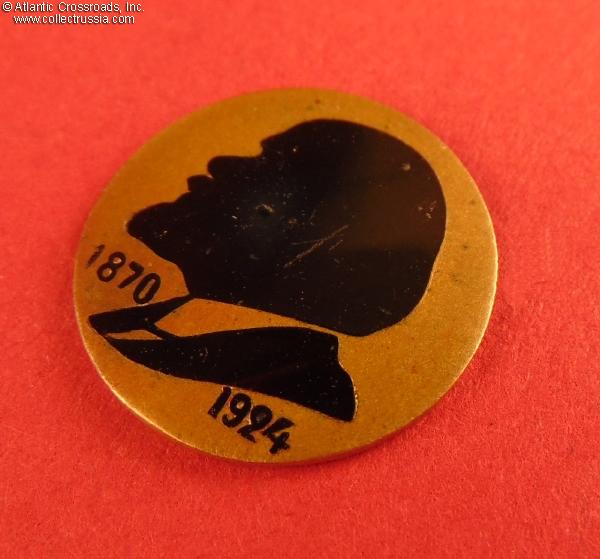 © Atlantic Crossroads, Inc.
www.collectrussia.com
1870
1924